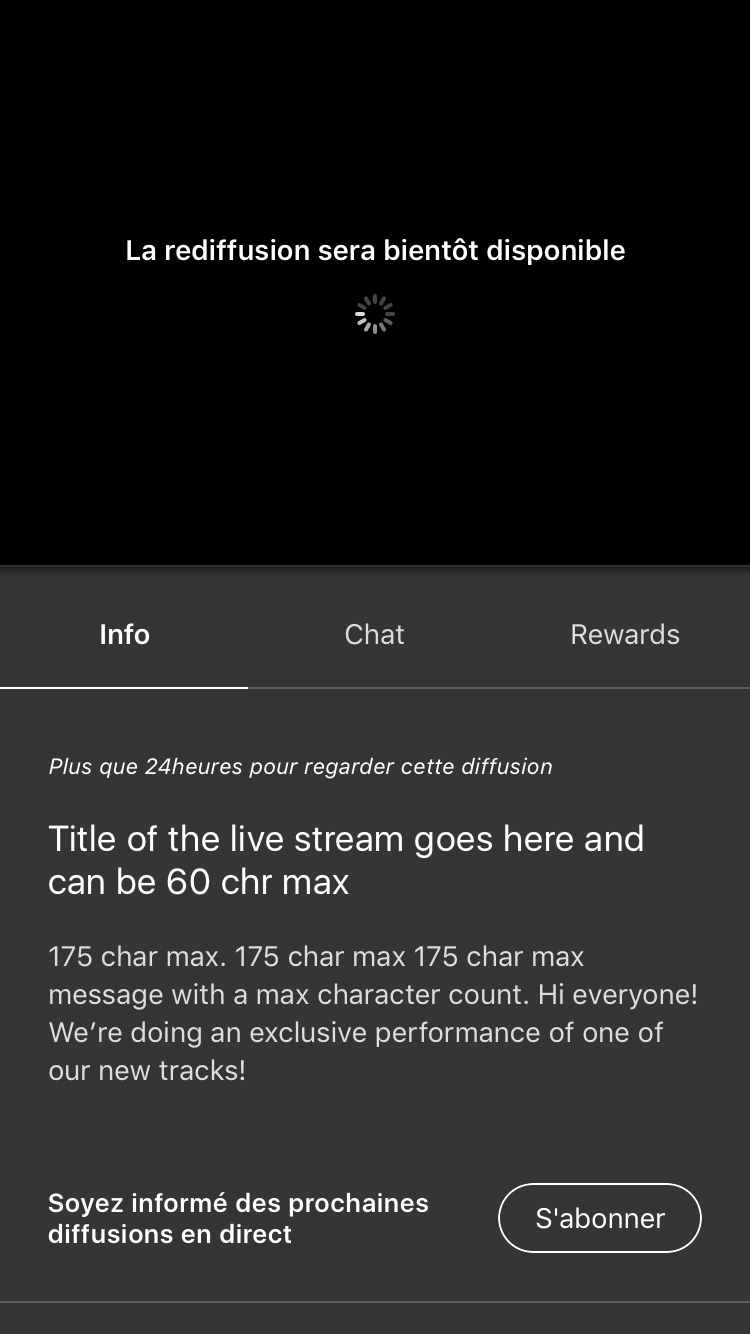 La rediffusion sera bientôt disponible
Info
Chat
Rewards
Plus que 24heures pour regarder cette diffusion
Title of the live stream goes here and
can be 60 chr max
175 char max. 175 char max 175 char max
message with a max character count. Hi everyone!
We’re doing an exclusive performance of one of
our new tracks!
Soyez informé des prochaines
diffusions en direct
S'abonner